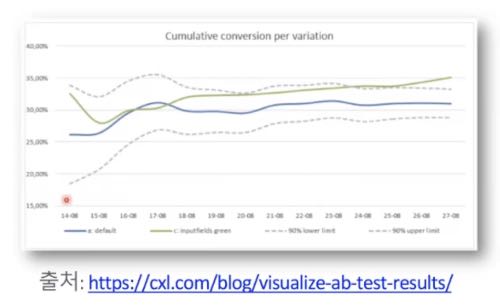 Cumulative conversion per variation
40,00%
35,00%
30,00%
25,00%
20,00%
15,00%
14-08 15-08 16-08 17-08 18-08 19-08 20-08 21-08 22-08 23-08 24-08 25-08 26-08 27-08
a: default c: inputfields green 90% lower limit 90% upper limit
출처: https://cxl.com/blog/visualize-ab-test-results/